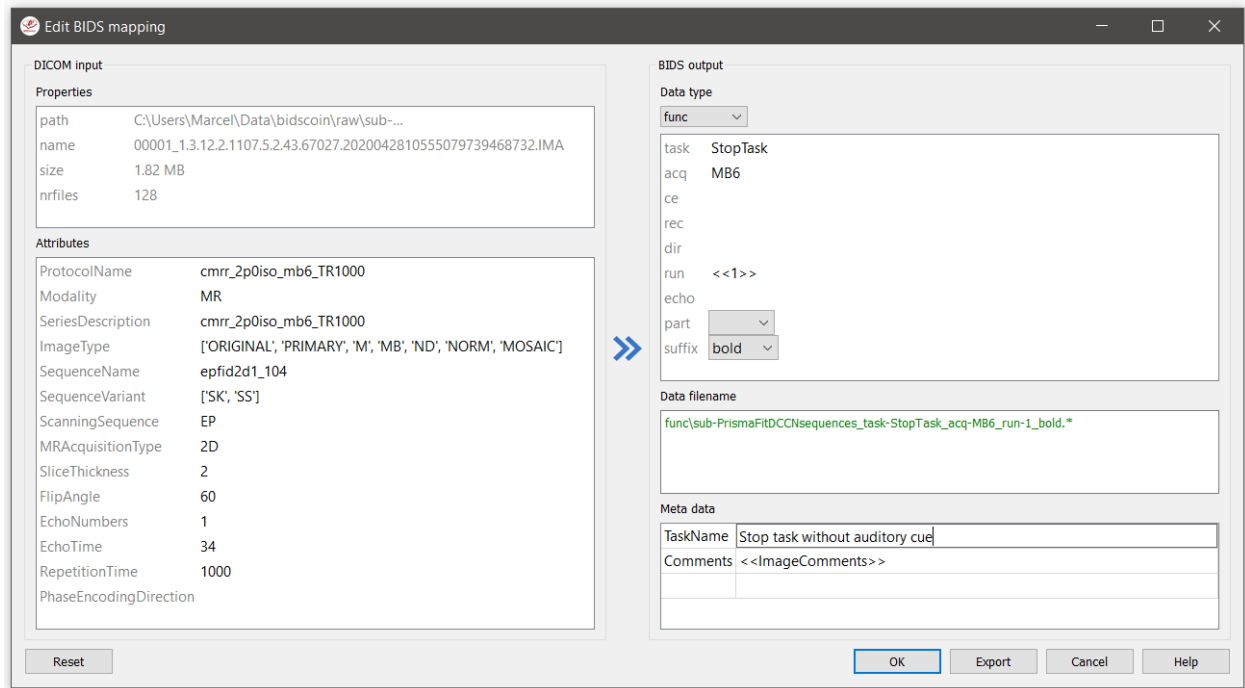 Edit BIDS mapping
DICOM input
Properties
path C:\Users\Marcel\Data\bidscoin\raw\sub-...
name 00001_1.3.12.2.1107.5.2.43.67027.2020042810555079739468732.IMA
size 1.82 MB
nrfiles 128
Attributes
ProtocolName cmrr_2p0iso_mb6_TR1000
Modality MR
SeriesDescription cmrr_2p0iso_mb6_TR1000
ImageType ['ORIGINAL', 'PRIMARY', 'M', 'MB', 'ND', 'NORM', 'MOSAIC']
SequenceName epfid2d1_104
SequenceVariant ['SK', 'SS']
ScanningSequence EP
MRAcquisitionType 2D
SliceThickness 2
FlipAngle 60
EchoNumbers 1
EchoTime 34
RepetitionTime 1000
PhaseEncodingDirection
Reset
BIDS output
Data type
func
task StopTask
acq MB6
ce
rec
dir
run <<1>>
echo
part
suffix bold
Data filename
func\sub-PrismaFitDCCNsequences_task-StopTask_acq-MB6_run-1_bold.*
Meta data
TaskName Stop task without auditory cue
Comments <<ImageComments>>
OK Export Cancel Help